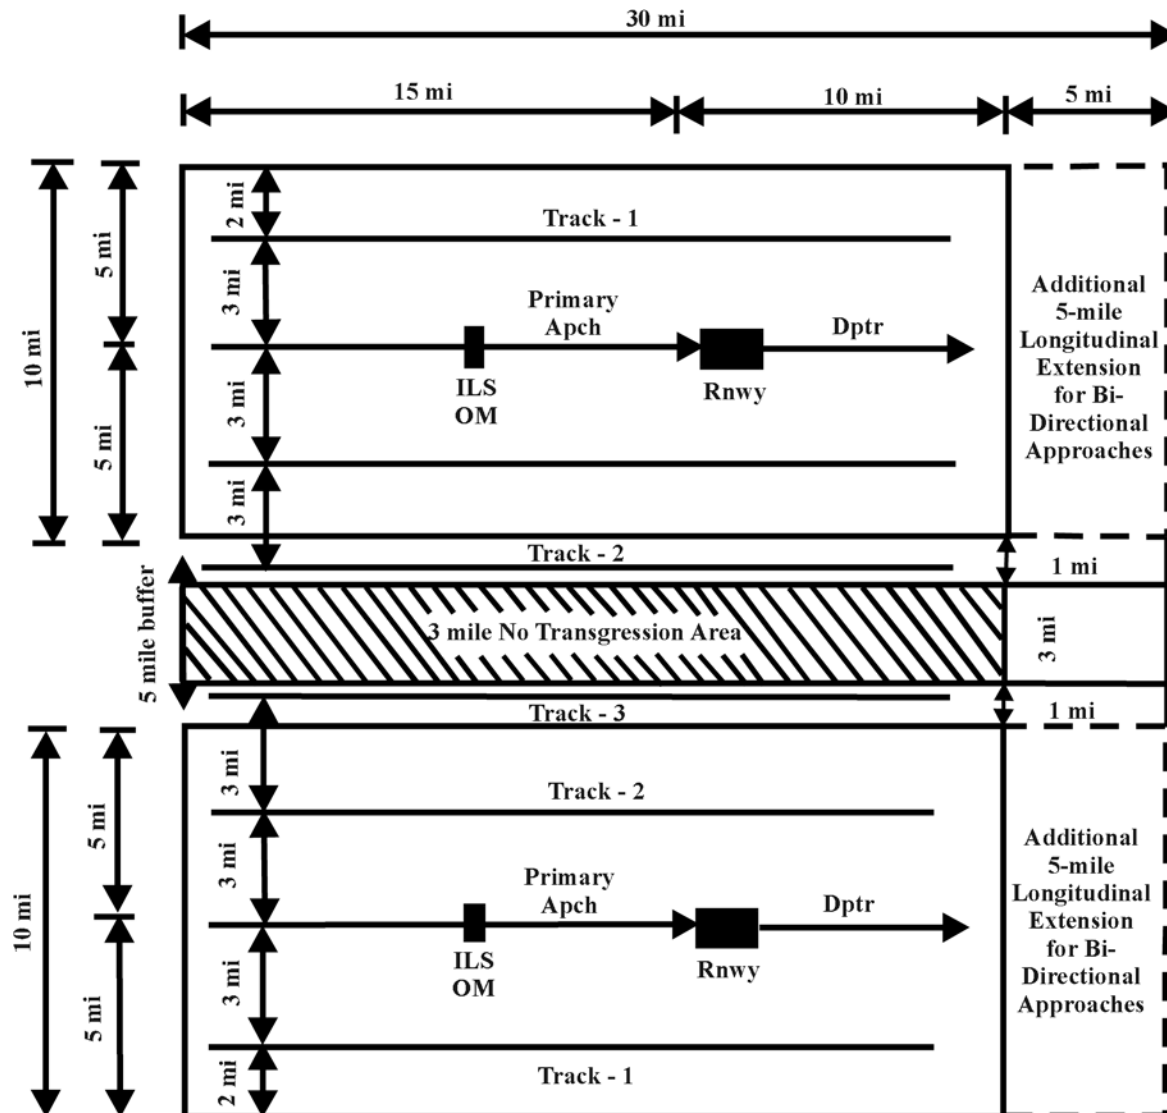 30 mi
15 mi
10 mi
5 mi
2 mi
Track - 1
5 mi
3 mi
Primary
Apch
Dptr
Additional
5-mile
Longitudinal
Extension
for Bi-
Directional
Approaches
10 mi
ILS
OM
Rnwy
3 mi
5 mi
3 mi
Track - 2
1 mi
5 mile buffer
3 mile No Transgression Area
3 mi
Track - 3
1 mi
3 mi
Track - 2
5 mi
3 mi
Primary
Apch
Dptr
Additional
5-mile
Longitudinal
Extension
for Bi-
Directional
Approaches
10 mi
ILS
OM
Rnwy
3 mi
5 mi
2 mi
Track - 1